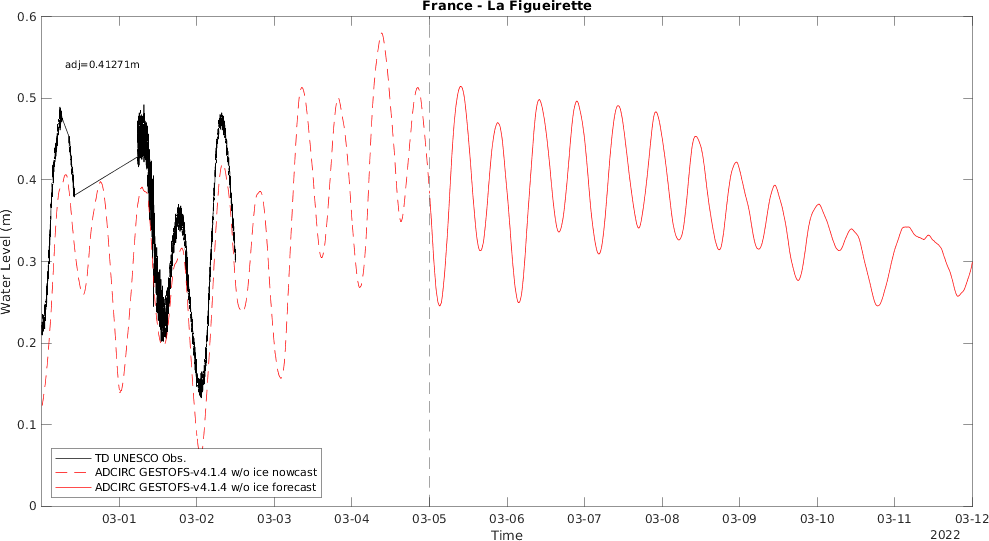 France - La Figueirette
adj=0.41271m
Water Level (m)
0.6
0.5
0.4
0.3
0.2
0.1
0
TD UNESCO Obs.
ADCIRC GESTOFS-v4.1.4 w/o ice nowcast
ADCIRC GESTOFS-v4.1.4 w/o ice forecast
03-01 03-02 03-03 03-04 03-05 03-06 03-07 03-08 03-09 03-10 03-11 03-12
Time
2022